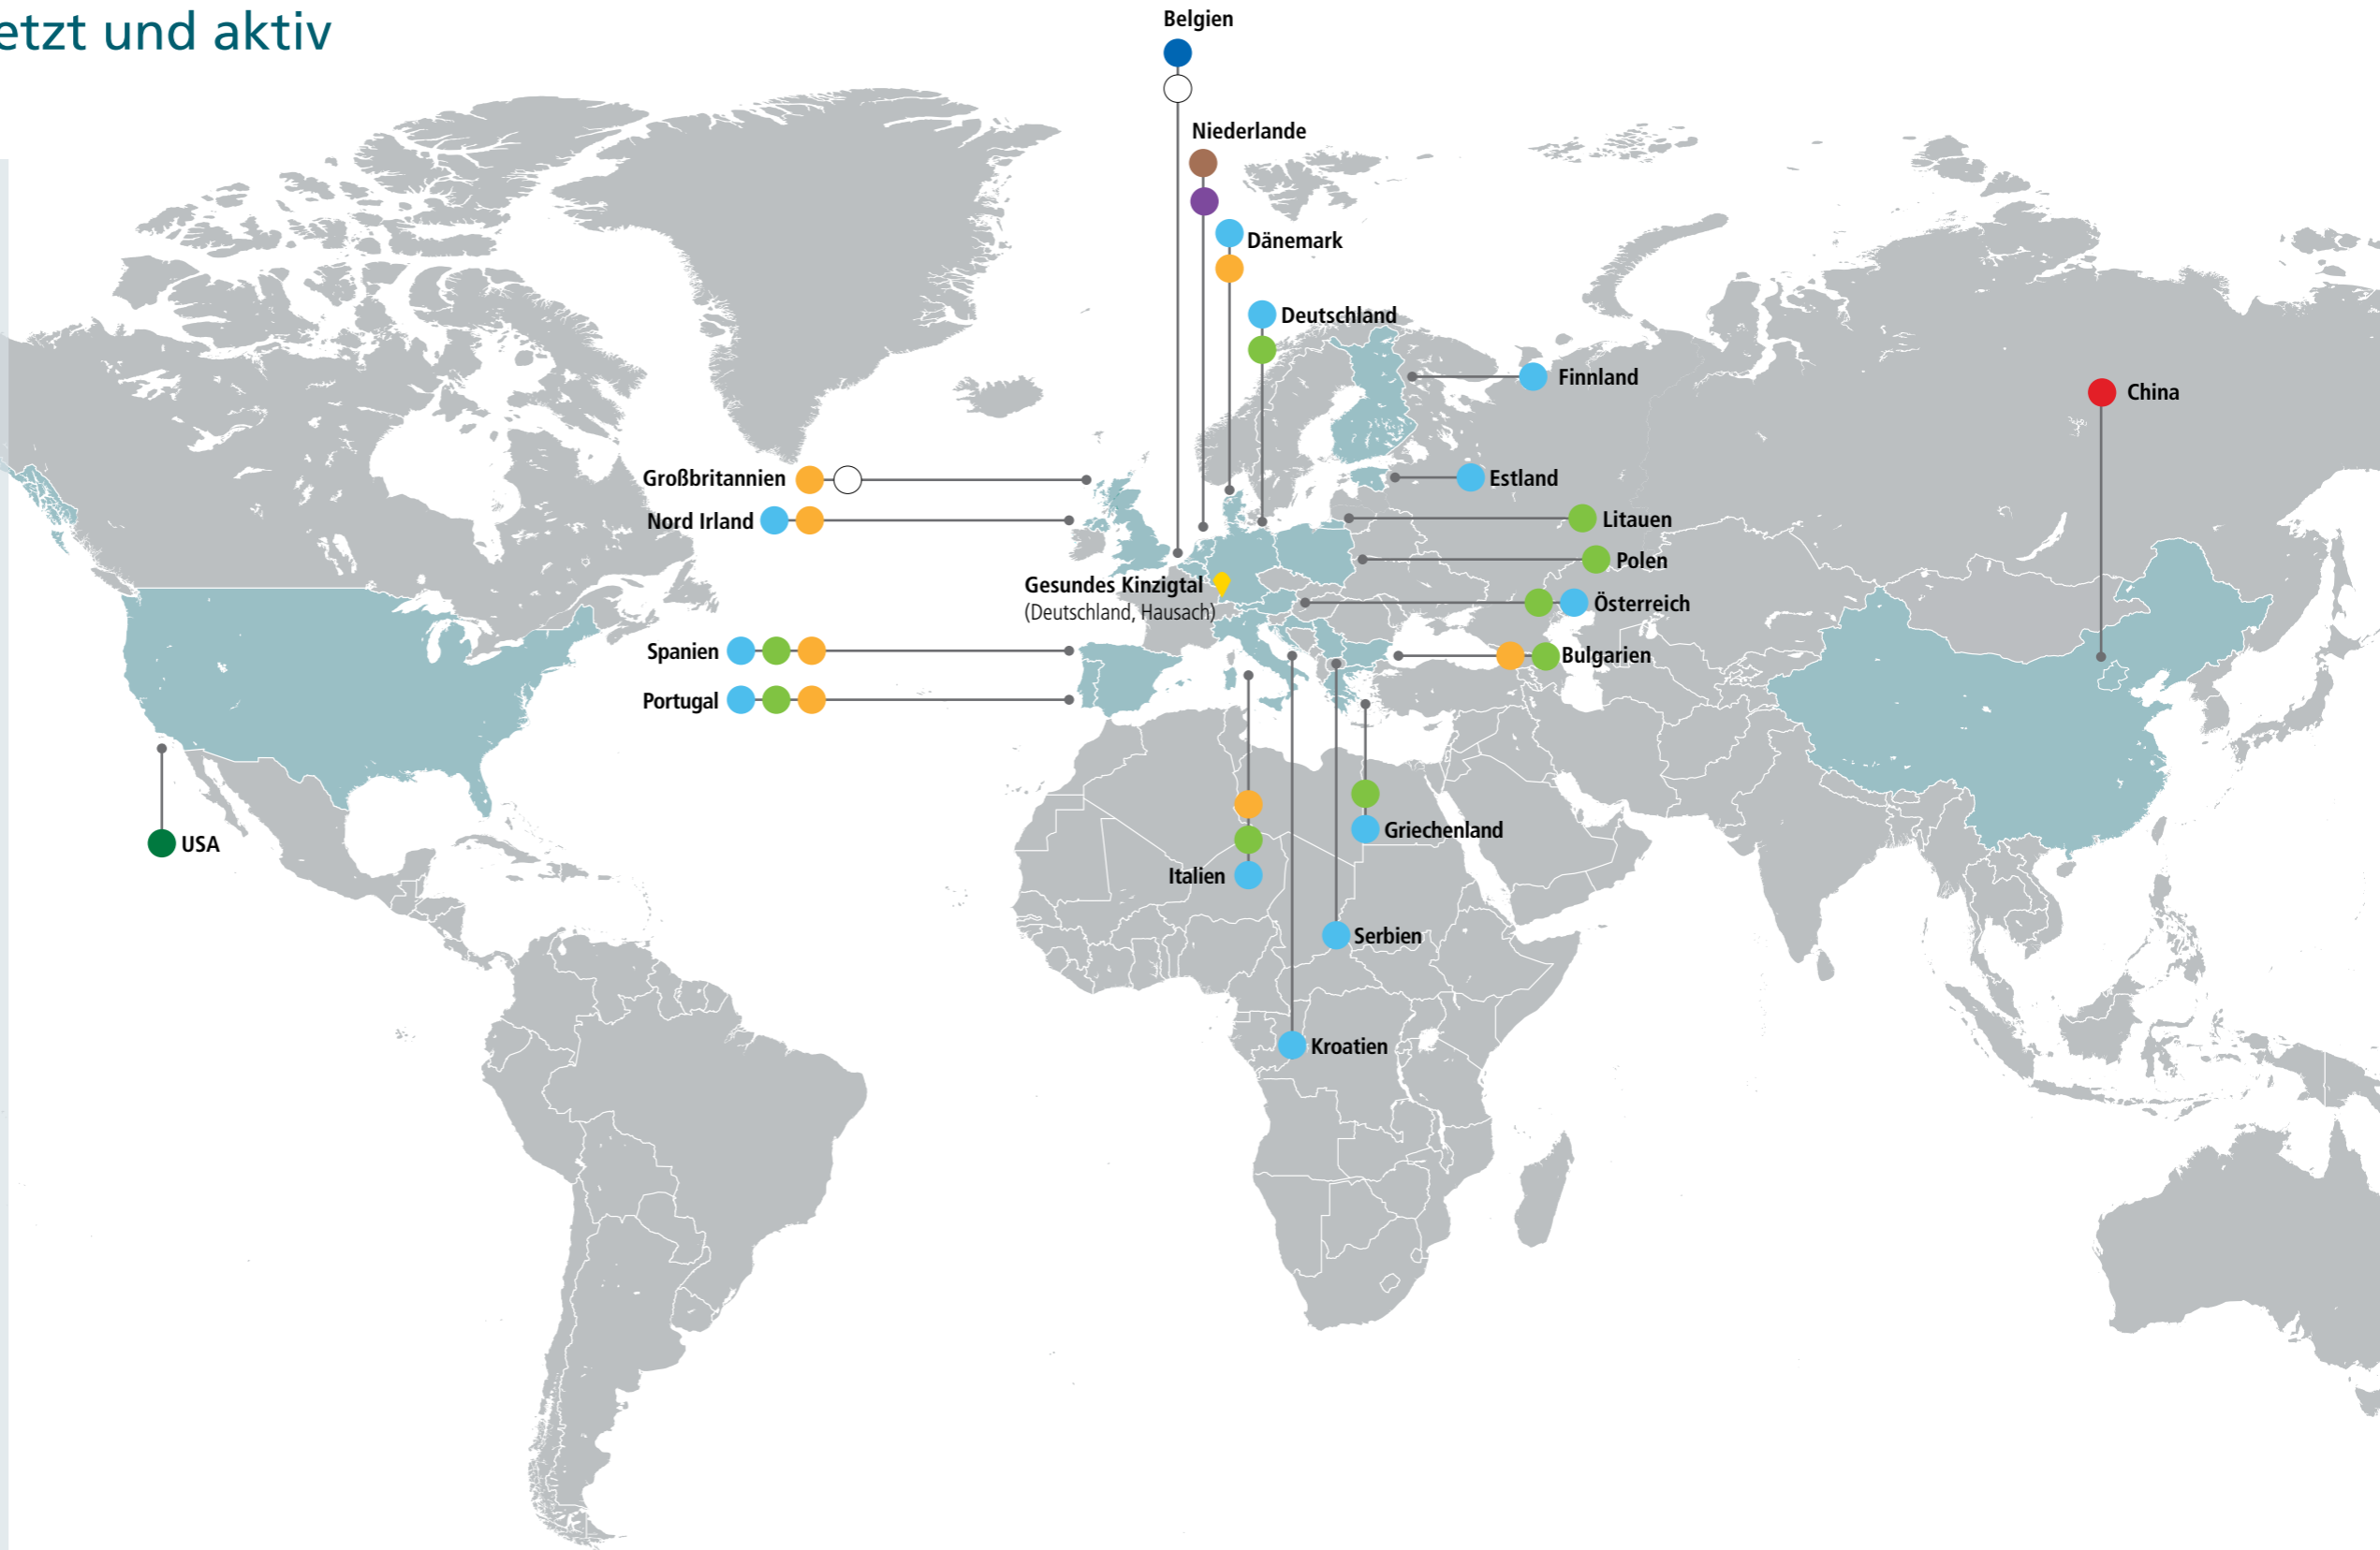 etzt und aktiv
Belgien
Niederlande
Dänemark
Deutschland
Finnland
China
Großbritannien
Estland
Nord Irland
Litauen
Polen
Gesundes Kinzigtal
(Deutschland, Hausach)
Österreich
Spanien
Bulgarien
Portugal
USA
Griechenland
Italien
Serbien
Kroatien